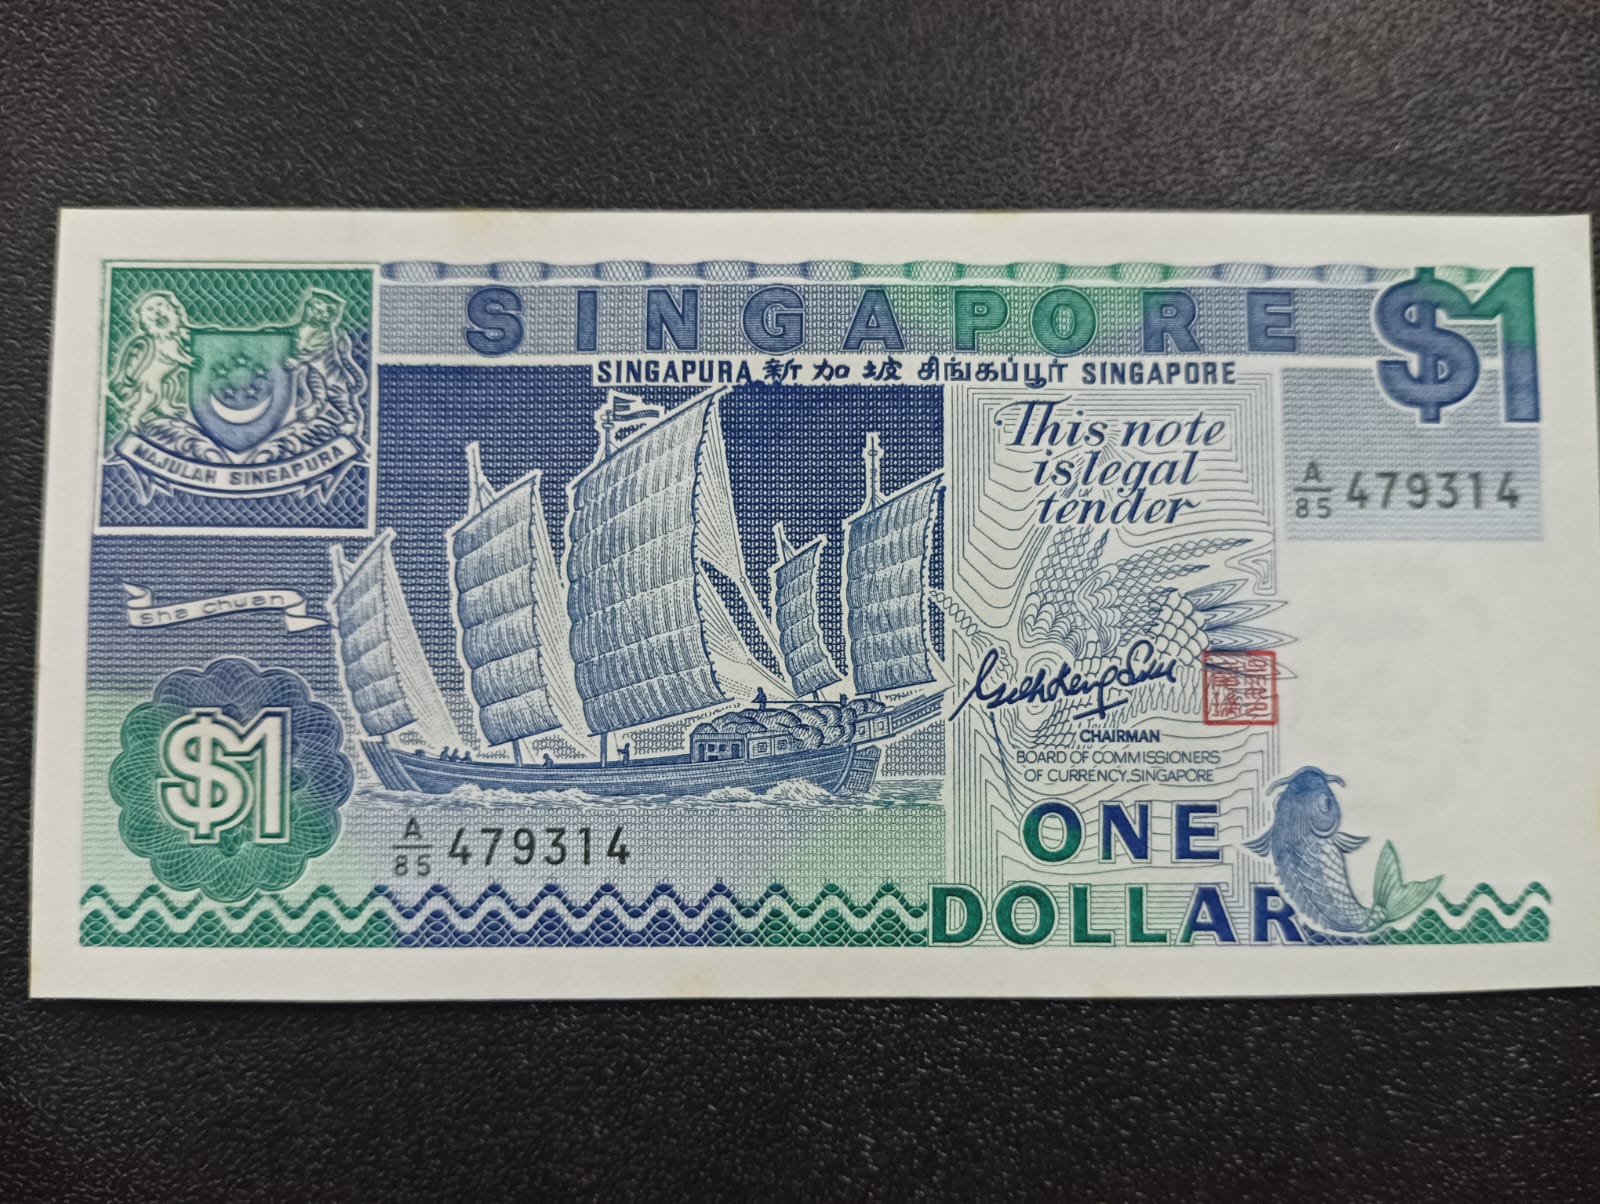 SINGAPORE
$1
SINGAPURA 新加坡 சிங்கப்பூர் SINGAPORE
MAJULAH SINGAPURA
This note
is legal
tender
A/85 479314
sha chuan
$1
CHAIRMAN
BOARD OF COMMISSIONERS
OF CURRENCY, SINGAPORE
A/85 479314
ONE
DOLLAR